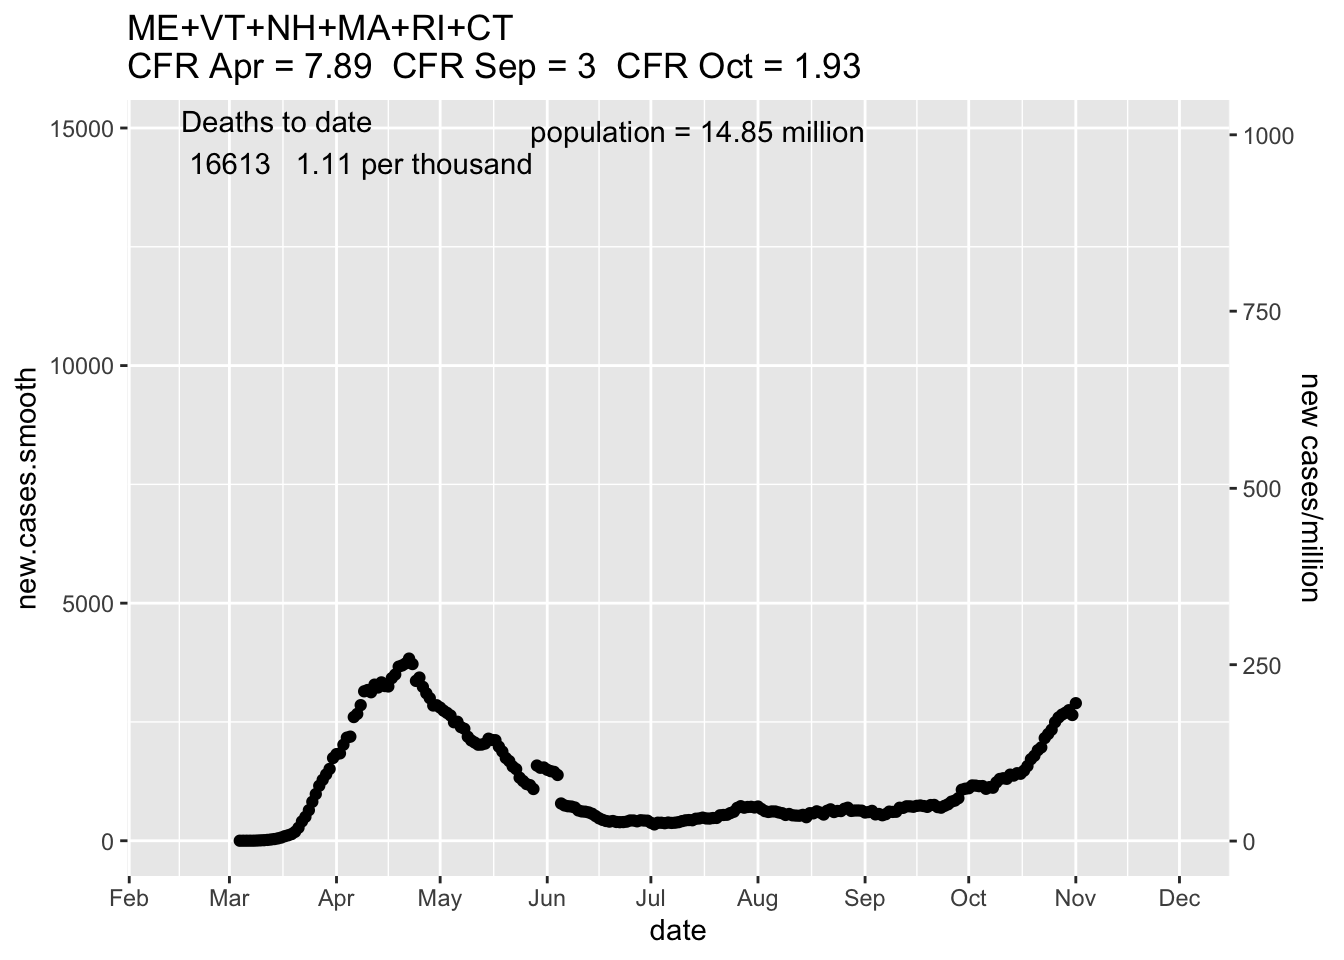 ME+VT+NH+MA+RI+CT
CFR Apr = 7.89  CFR Sep = 3  CFR Oct = 1.93
Deaths to date
population = 14.85 million
16613   1.11 per thousand
15000
10000
5000
0
new.cases.smooth
1000
750
500
250
0
new cases/million
Feb Mar Apr May Jun Jul Aug Sep Oct Nov Dec
date